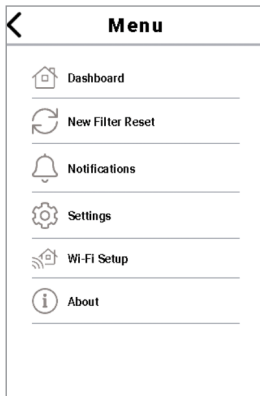 Menu
Dashboard
New Filter Reset
Notifications
Settings
Wi-Fi Setup
About